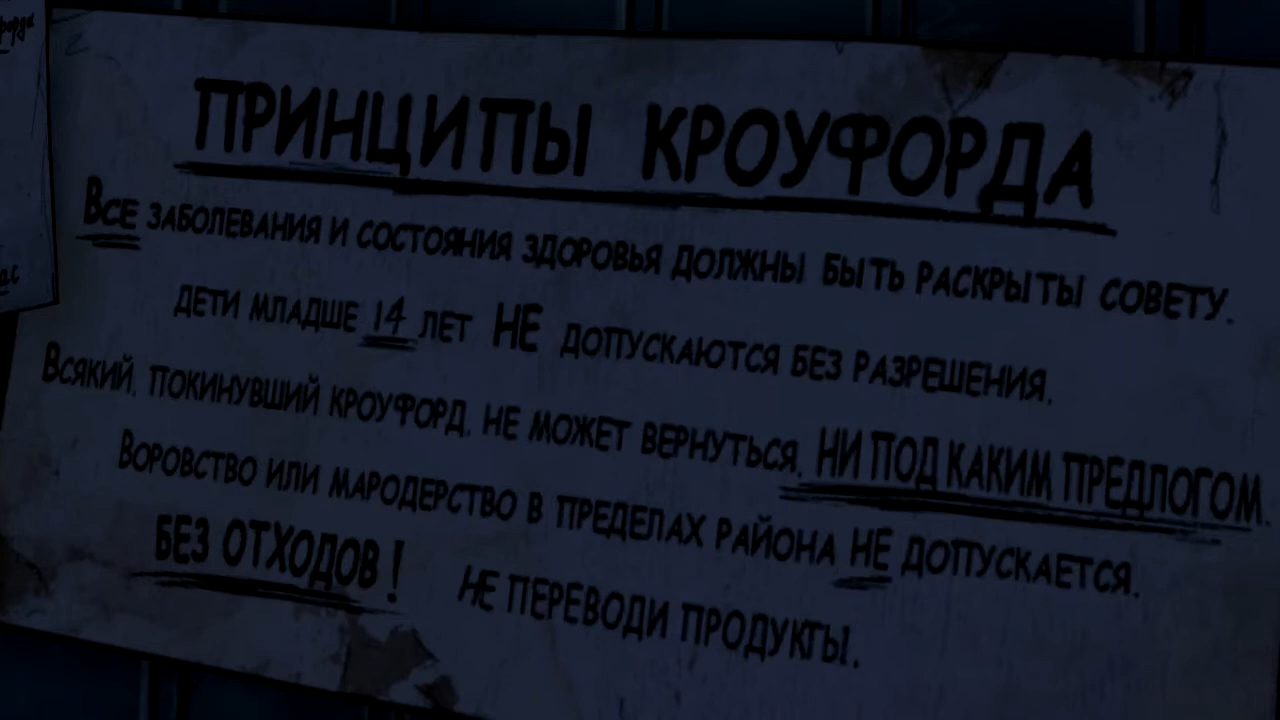 ПРИНЦИПЫ КРОУФОРДА
ВСЕ ЗАБОЛЕВАНИЯ И СОСТОЯНИЯ ЗДОРОВЬЯ ДОЛЖНЫ БЫТЬ РАСКРЫТЫ СОВЕТУ.
ДЕТИ МЛАДШЕ 14 ЛЕТ НЕ ДОПУСКАЮТСЯ БЕЗ РАЗРЕШЕНИЯ.
ВСЯКИЙ, ПОКИНУВШИЙ КРОУФОРД, НЕ МОЖЕТ ВЕРНУТЬСЯ, НИ ПОД КАКИМ ПРЕДЛОГОМ.
ВОРОВСТВО ИЛИ МАРОДЕРСТВО В ПРЕДЕЛАХ РАЙОНА НЕ ДОПУСКАЕТСЯ.
БЕЗ ОТХОДОВ! НЕ ПЕРЕВОДИ ПРОДУКТЫ.